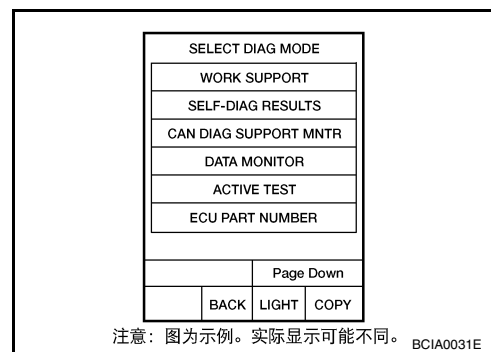 SELECT DIAG MODE
WORK SUPPORT
SELF-DIAG RESULTS
CAN DIAG SUPPORT MNTR
DATA MONITOR
ACTIVE TEST
ECU PART NUMBER
Page Down
BACK LIGHT COPY
注意：图为示例。实际显示可能不同。 BCIA0031E